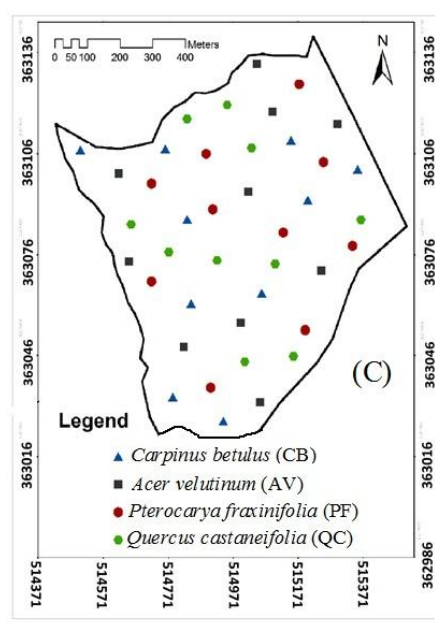 0 50 100 200 300 400 Meters
N
363136
363106
363076
363046
363016
362986
363136
363106
363076
363046
363016
362986
(C)
Legend
Carpinus betulus (CB)
Acer velutinum (AV)
Pterocarya fraxinifolia (PF)
Quercus castaneifolia (QC)
514371
514571
514771
514971
515171
515371